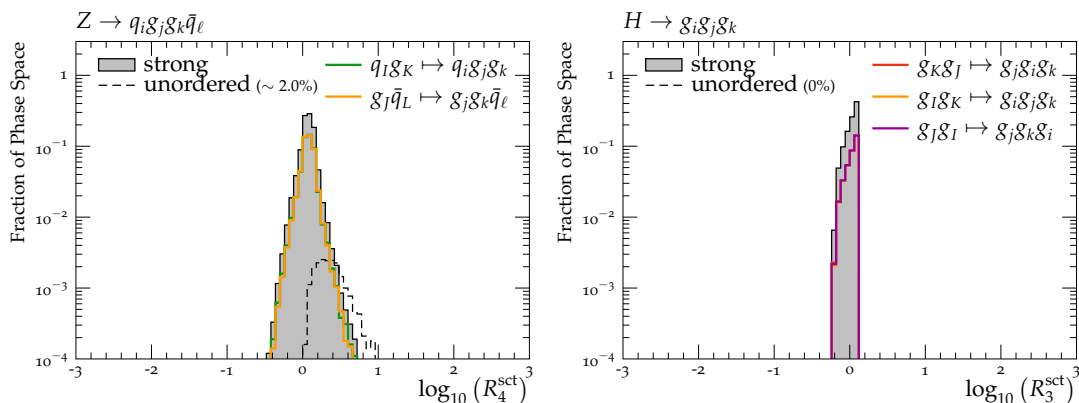 Z → q_i g_j g_k q̄_ℓ
Fraction of Phase Space
strong
unordered (∼ 2.0%)
q_I g_K ↦ q_i g_j g_k
g_J q̄_L ↦ g_j g_k q̄_ℓ
1
10^−1
10^−2
10^−3
10^−4
-3 -2 -1 0 1 2 3
log_10 (R_4^sct)
H → g_i g_j g_k
Fraction of Phase Space
strong
unordered (0%)
g_K g_J ↦ g_j g_i g_k
g_I g_K ↦ g_i g_j g_k
g_J g_I ↦ g_j g_k g_i
1
10^−1
10^−2
10^−3
10^−4
-3 -2 -1 0 1 2 3
log_10 (R_3^sct)